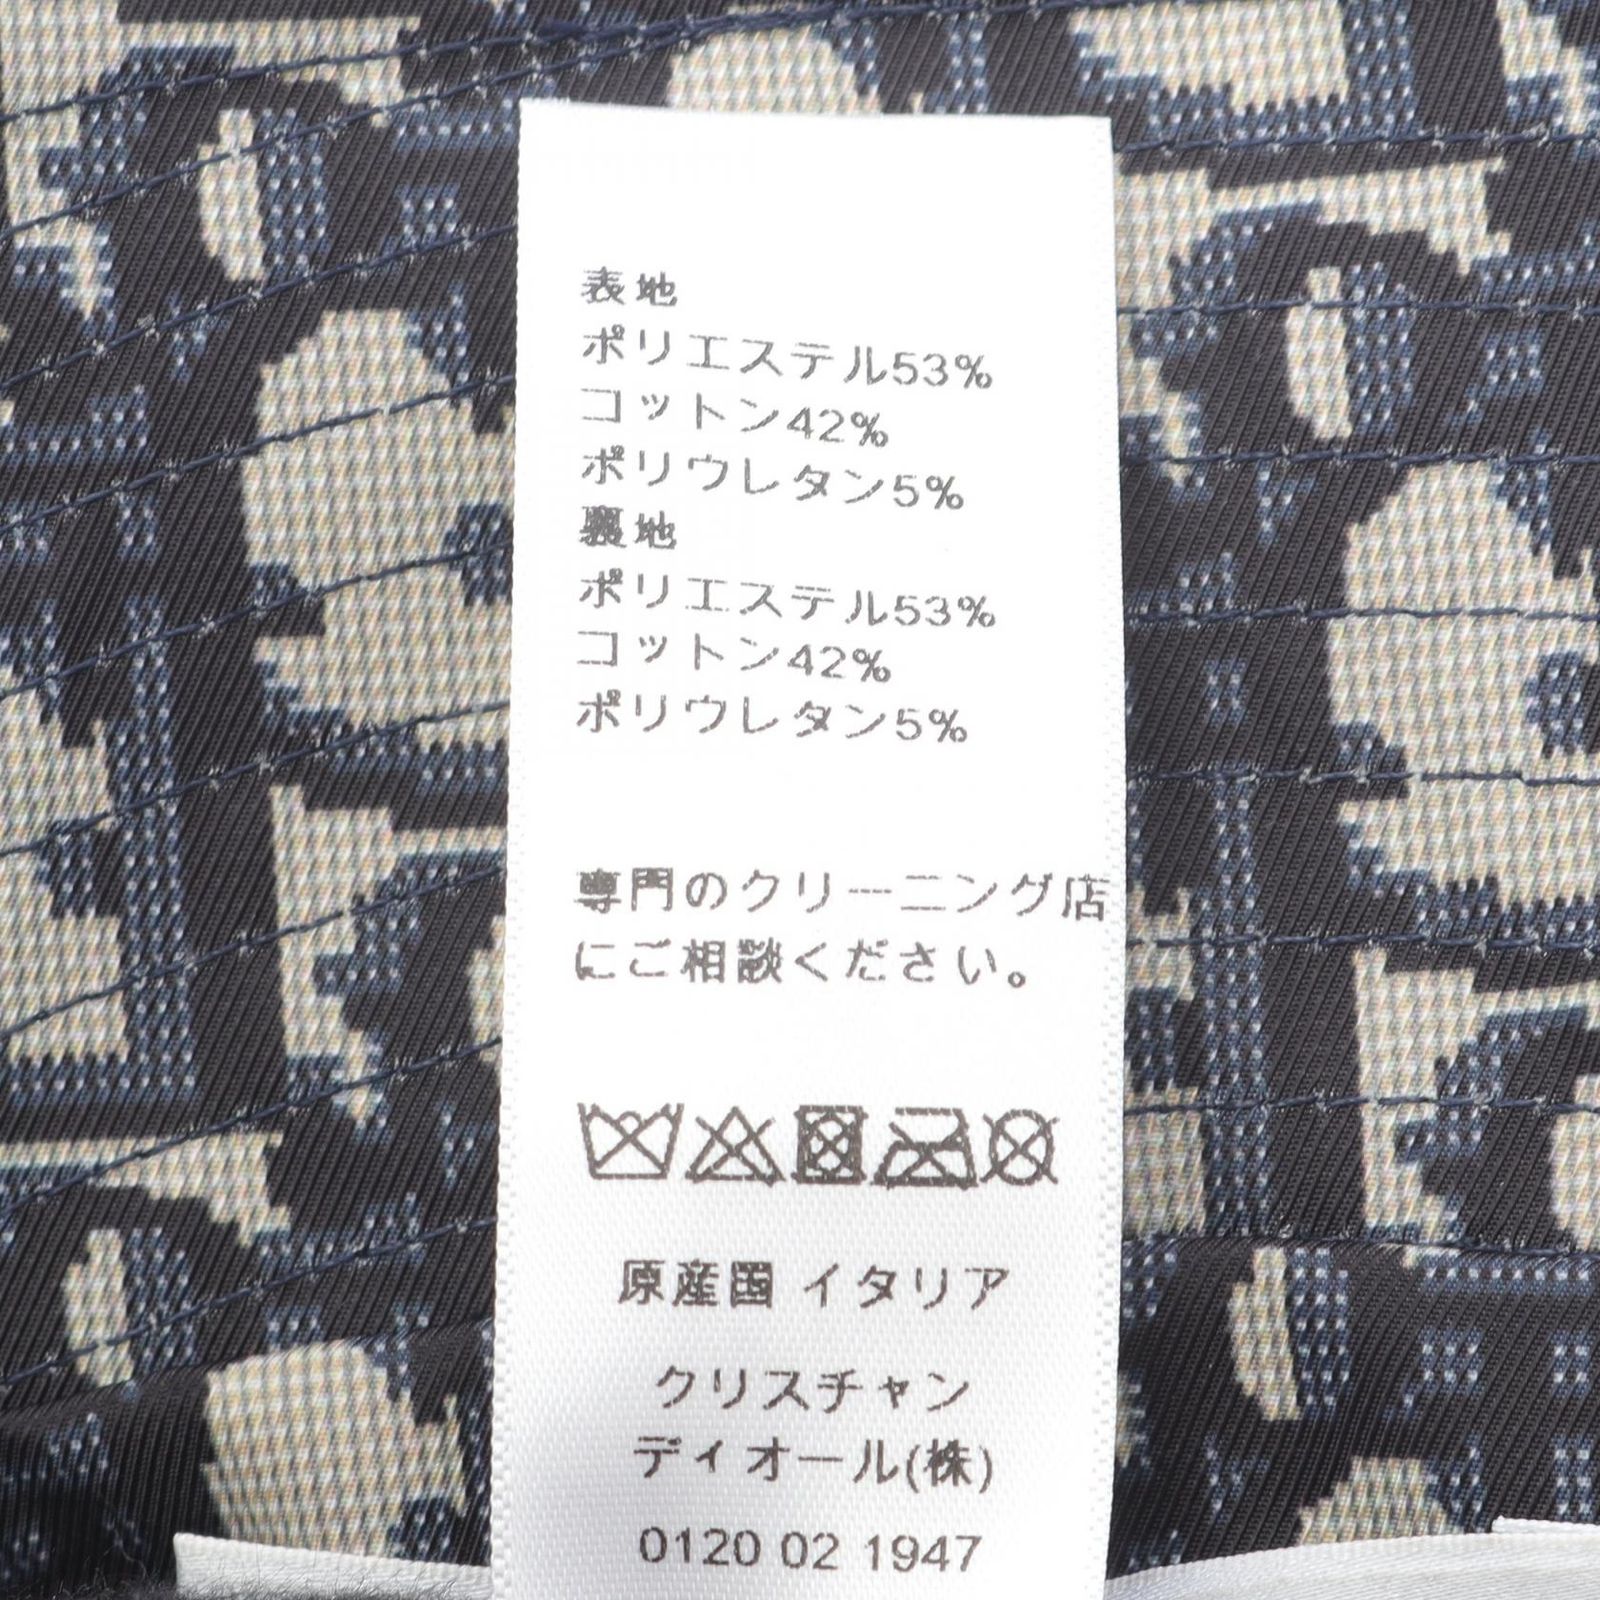 表地
ポリエステル53%
コットン42%
ポリウレタン5%
裏地
ポリエステル53%
コットン42%
ポリウレタン5%
専門のクリーニング店
にご相談ください。
原産国 イタリア
クリスチャン
ディオール(株)
0120 02 1947